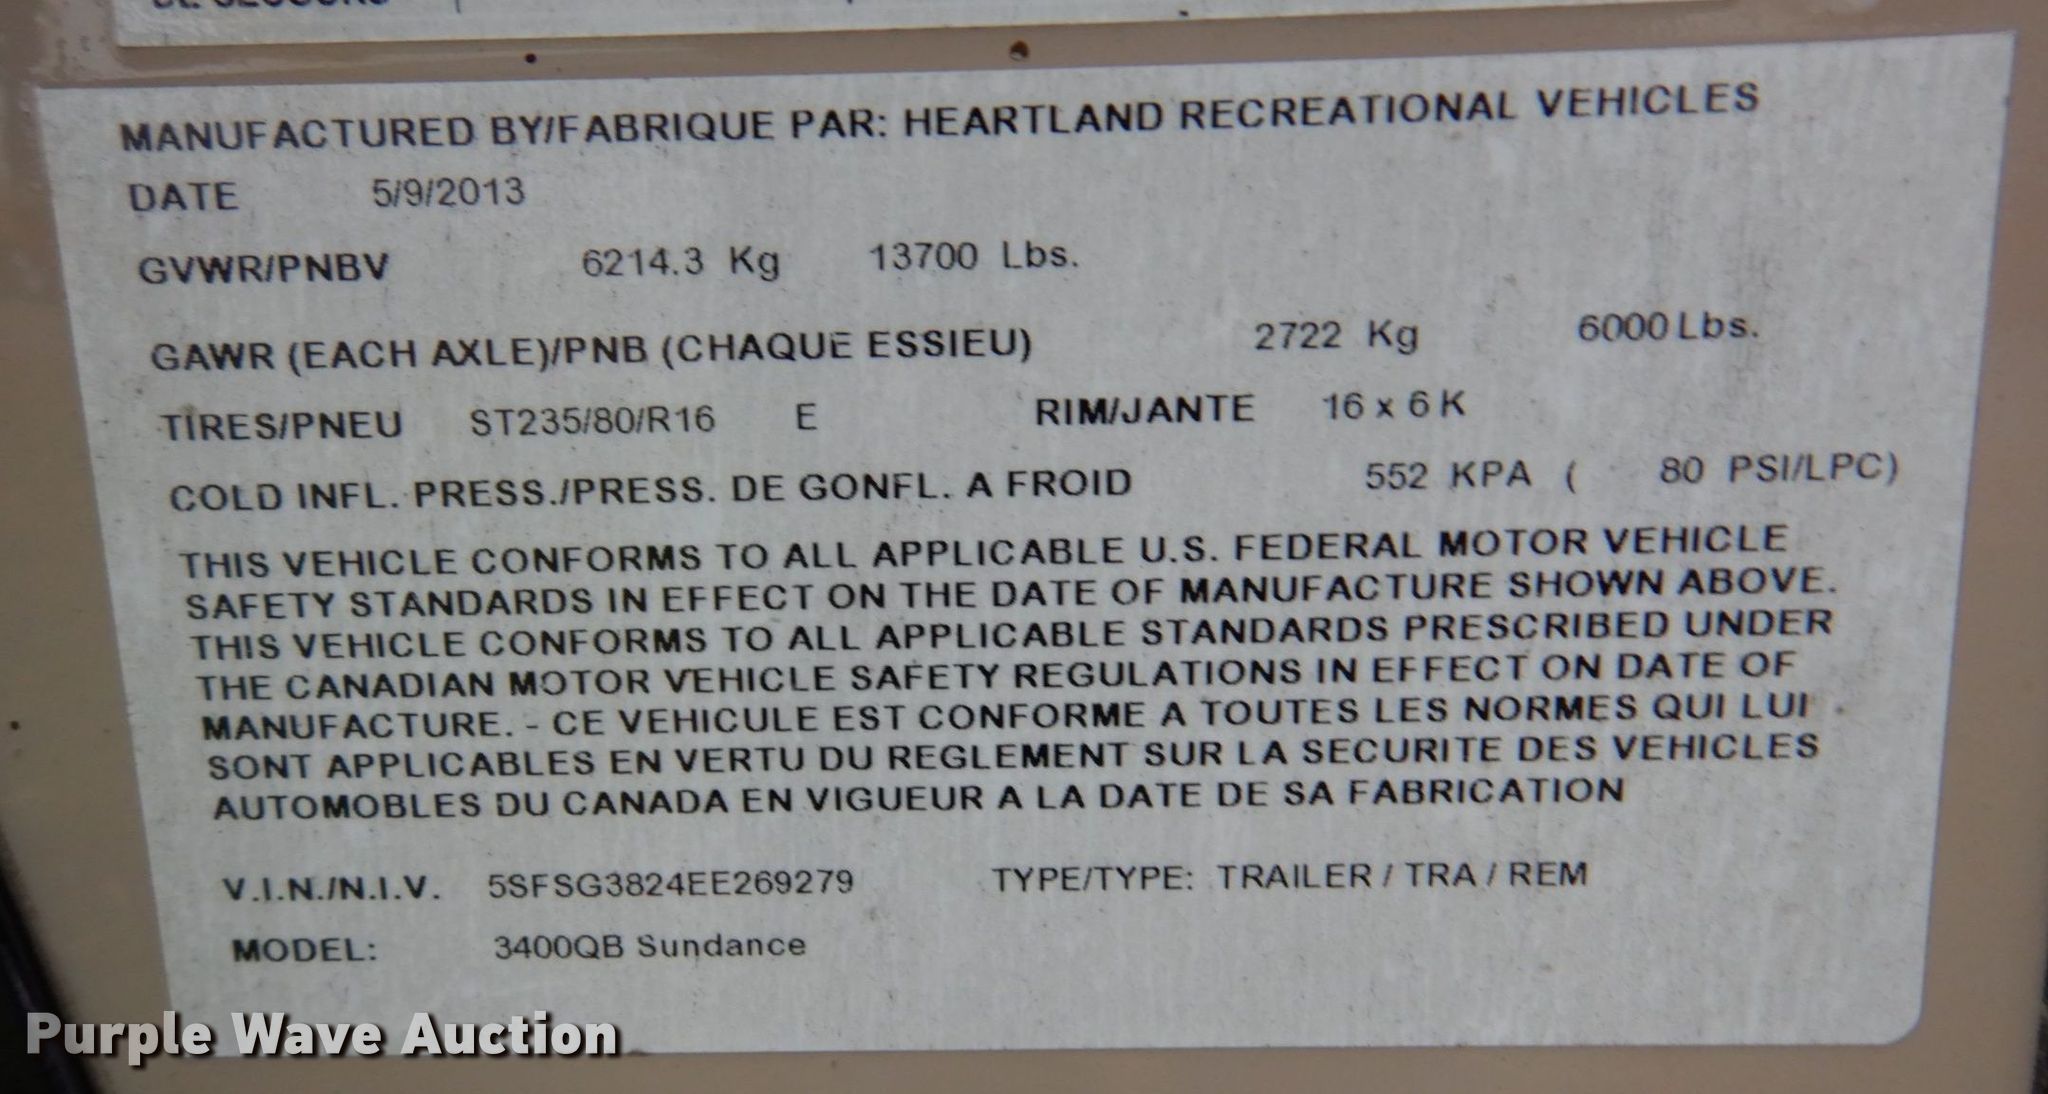 DE SECOURS
MANUFACTURED BY/FABRIQUE PAR: HEARTLAND RECREATIONAL VEHICLES
DATE 5/9/2013
GVWR/PNBV 6214.3 Kg 13700 Lbs.
GAWR (EACH AXLE)/PNB (CHAQUE ESSIEU) 2722 Kg 6000 Lbs.
TIRES/PNEU ST235/80/R16 E RIM/JANTE 16 x 6 K
COLD INFL. PRESS./PRESS. DE GONFL. A FROID 552 KPA ( 80 PSI/LPC)
THIS VEHICLE CONFORMS TO ALL APPLICABLE U.S. FEDERAL MOTOR VEHICLE
SAFETY STANDARDS IN EFFECT ON THE DATE OF MANUFACTURE SHOWN ABOVE.
THIS VEHICLE CONFORMS TO ALL APPLICABLE STANDARDS PRESCRIBED UNDER
THE CANADIAN MOTOR VEHICLE SAFETY REGULATIONS IN EFFECT ON DATE OF
MANUFACTURE. - CE VEHICULE EST CONFORME A TOUTES LES NORMES QUI LUI
SONT APPLICABLES EN VERTU DU REGLEMENT SUR LA SECURITE DES VEHICLES
AUTOMOBLES DU CANADA EN VIGUEUR A LA DATE DE SA FABRICATION
V.I.N./N.I.V. 5SFSG3824EE269279 TYPE/TYPE: TRAILER / TRA / REM
MODEL: 3400QB Sundance
Purple Wave Auction